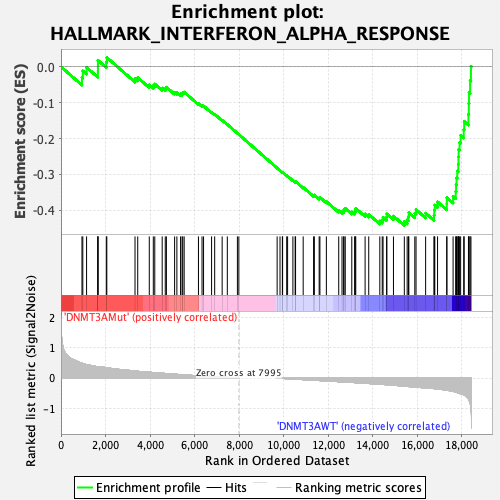 Enrichment plot:
HALLMARK_INTERFERON_ALPHA_RESPONSE
Enrichment score (ES)
0.0
-0.1
-0.2
-0.3
-0.4
Ranked list metric (Signal2Noise)
2
1
0
-1
'DNMT3AMut' (positively correlated)
Zero cross at 7995
'DNMT3AWT' (negatively correlated)
0
2,000
4,000
6,000
8,000
10,000
12,000
14,000
16,000
18,000
Rank in Ordered Dataset
Enrichment profile
Hits
Ranking metric scores